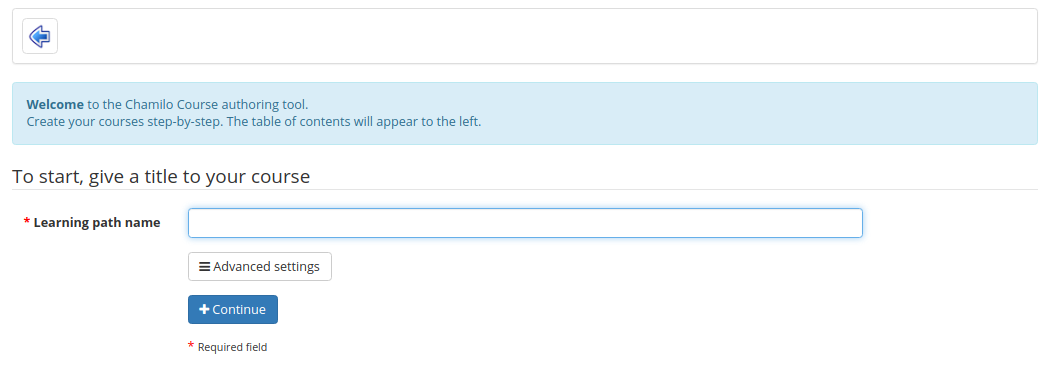 Welcome to the Chamilo Course authoring tool.
Create your courses step-by-step. The table of contents will appear to the left.
To start, give a title to your course
* Learning path name
Advanced settings
Continue
* Required field